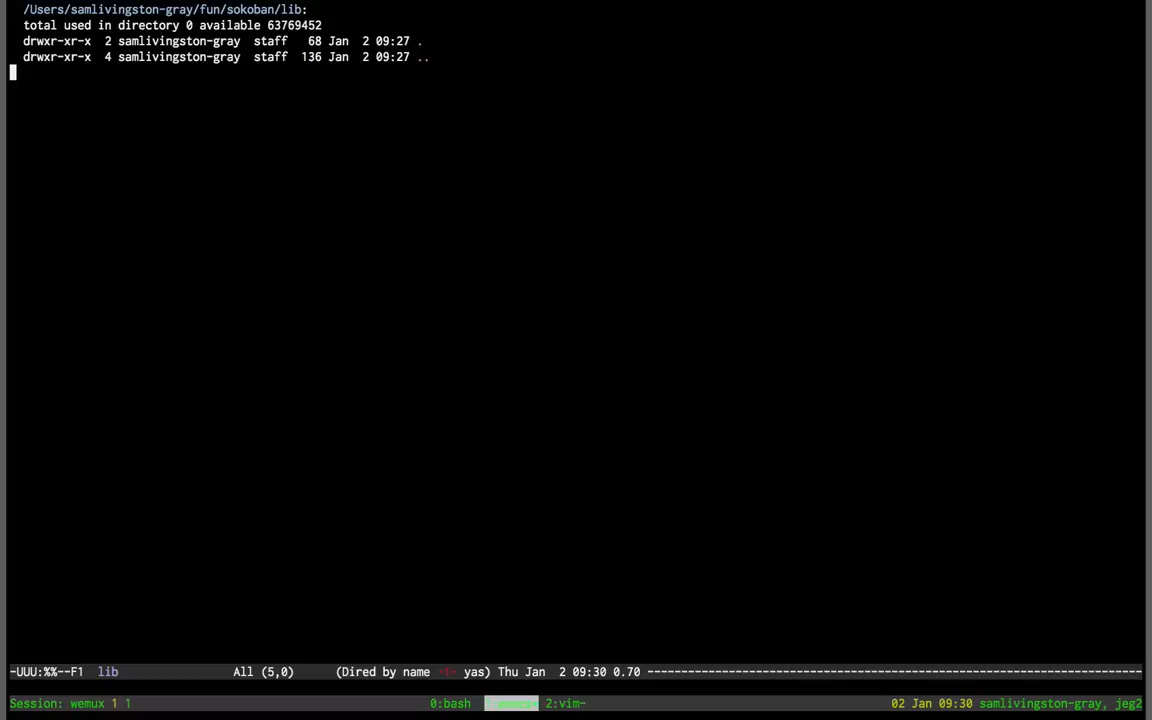 /Users/samlivingston-gray/fun/sokoban/lib:
total used in directory 0 available 63769452
drwxr-xr-x  2 samlivingston-gray  staff   68 Jan  2 09:27 .
drwxr-xr-x  4 samlivingston-gray  staff  136 Jan  2 09:27 ..
-UUU:%%--F1  lib                 All (5,0)      (Dired by name yas) Thu Jan  2 09:30 0.70 ----------------------------------------------------------------
Session: wemux 1 1 0:bash 2:vim- 02 Jan 09:30 samlivingston-gray, jeg2